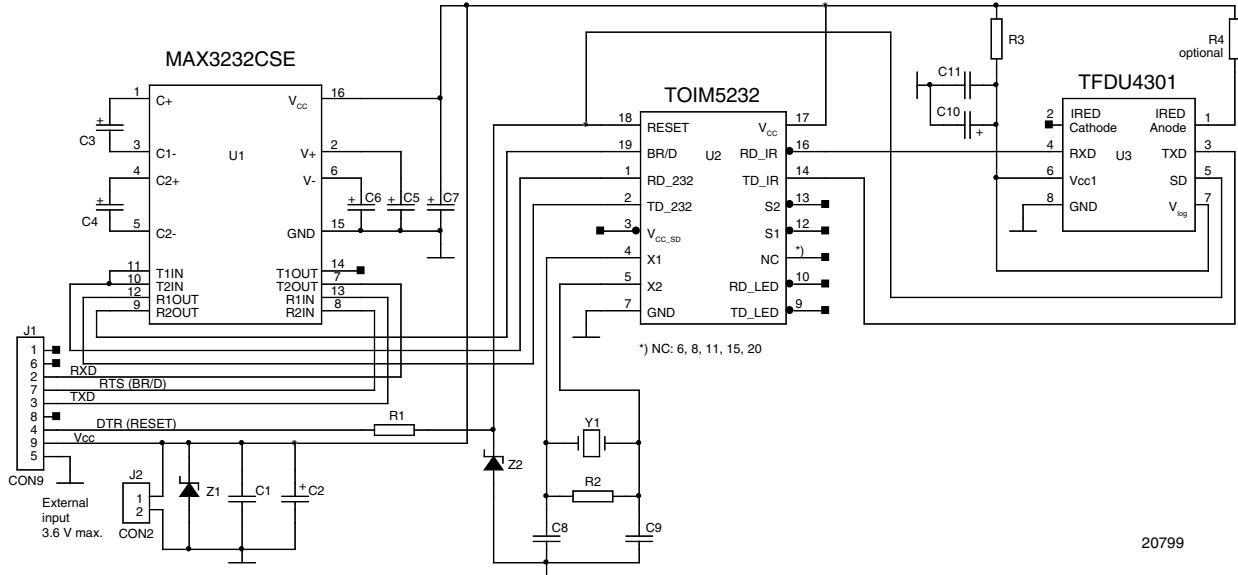 MAX3232CSE
1 C+
3 C1-
4 C2+
5 C2-
11 T1IN
10 T2IN
12 R1OUT
9 R2OUT
U1
VCC 16
V+ 2
V- 6
GND 15
T1OUT 14
T2OUT 7
R1IN 13
R2IN 8
+ C3
+ C4
+ C6
+ C5
+ C7
TOIM5232
18 RESET
19 BR/D
1 RD_232
2 TD_232
3 VCC_SD
4 X1
5 X2
7 GND
U2
VCC 17
RD_IR 16
TD_IR 14
S2 13
S1 12
NC *)
RD_LED 10
TD_LED 9
*) NC: 6, 8, 11, 15, 20
R3
R4
optional
C11
C10
+
TFDU4301
2 IRED
Cathode
4 RXD
6 Vcc1
8 GND
U3
IRED
Anode 1
TXD 3
SD 5
Vlog 7
J1
1
6
2 RXD
7 RTS (BR/D)
3 TXD
8
4 DTR (RESET)
9 Vcc
5
CON9
R1
External
input
3.6 V max.
J2
1
2
CON2
Z1
C1
+ C2
Z2
Y1
R2
C8
C9
20799